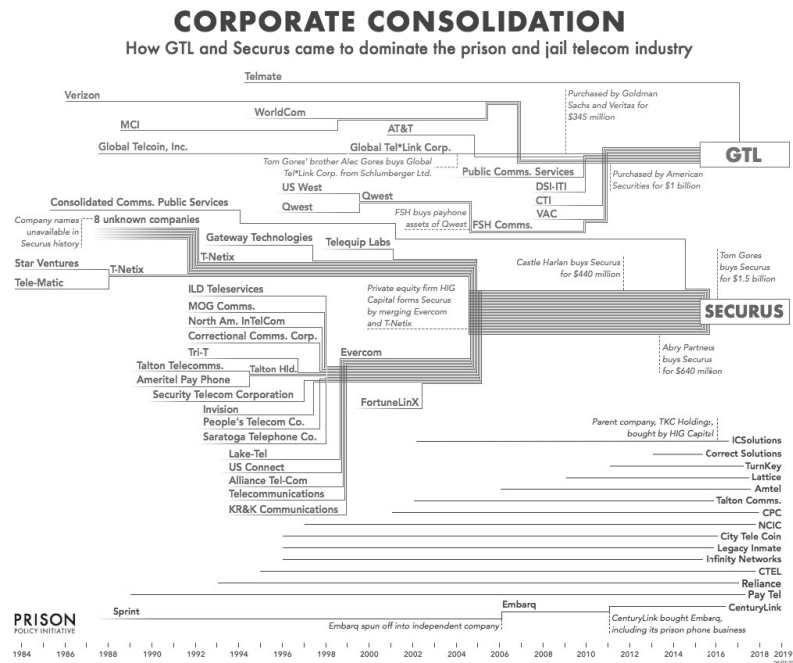 CORPORATE CONSOLIDATION
How GTL and Securus came to dominate the prison and jail telecom industry
Telmate
Verizon
WorldCom
MCI
AT&T
Purchased by Goldman
Sachs and Veritas for
$345 million
Global Telcoin, Inc.
Global Tel*Link Corp.
GTL
Tom Gores' brother Alec Gores buys Global
Tel*Link Corp. from Schlumberger Ltd.
Public Comms. Services
Purchased by American
Securities for $1 billion
US West
Qwest
Qwest
DSI-ITI
CTI
VAC
FSH buys payhone
assets of Qwest
FSH Comms.
Consolidated Comms. Public Services
Company names
unavailable in
Securus history
8 unknown companies
Gateway Technologies
Telequip Labs
T-Netix
Star Ventures
T-Netix
Tele-Matic
Castle Harlan buys Securus
for $440 million
Tom Gores
buys Securus
for $1.5 billion
ILD Teleservices
MOG Comms.
North Am. InTelCom
Correctional Comms. Corp.
Tri-T
Talton Telecomms.
Talton Hld.
Ameritel Pay Phone
Security Telecom Corporation
Invision
People's Telecom Co.
Saratoga Telephone Co.
Private equity firm HIG
Capital forms Securus
by merging Evercom
and T-Netix
SECURUS
Evercom
Abry Partners
buys Securus
for $640 million
FortuneLinX
Lake-Tel
US Connect
Alliance Tel-Com
Telecommunications
KR&K Communications
Parent company, TKC Holdings,
bought by HIG Capitel
ICSolutions
Correct Solutions
TurnKey
Lattice
Amtel
Talton Comms.
CPC
NCIC
City Tele Coin
Legacy Inmate
Infinity Networks
CTEL
Reliance
Pay Tel
Sprint
Embarq
CenturyLink
Embarq spun off into independent company
CenturyLink bought Embarq,
including its prison phone business
PRISON
POLICY INITIATIVE
1984 1986 1988 1990 1992 1994 1996 1998 2000 2002 2004 2006 2008 2010 2012 2014 2016 2018 2019